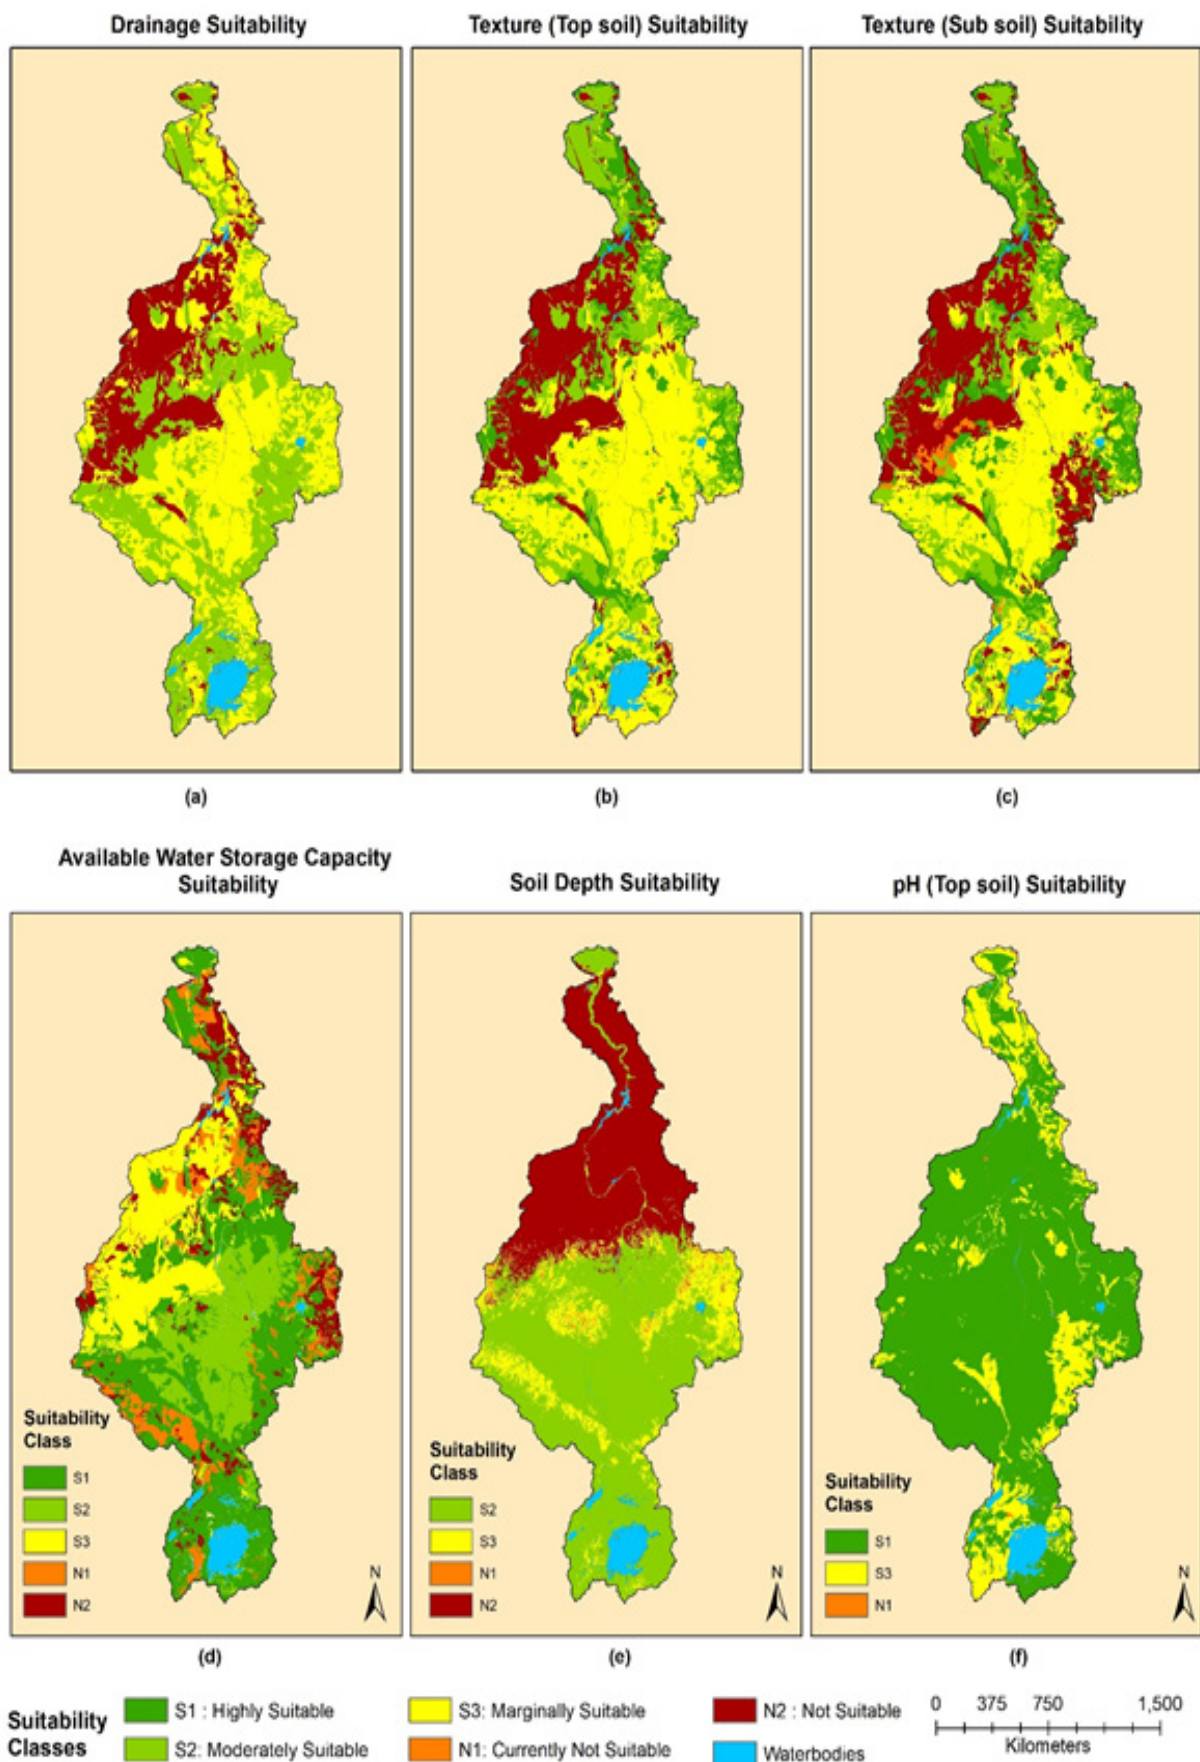 Drainage Suitability
Texture (Top soil) Suitability
Texture (Sub soil) Suitability
(a)
(b)
(c)
Available Water Storage Capacity
Suitability
Soil Depth Suitability
pH (Top soil) Suitability
Suitability
Class
S1
S2
S3
N1
N2
N
(d)
Suitability
Class
S2
S3
N1
N2
N
(e)
Suitability
Class
S1
S3
N1
N
(f)
Suitability
Classes
S1 : Highly Suitable
S2: Moderately Suitable
S3: Marginally Suitable
N1: Currently Not Suitable
N2 : Not Suitable
Waterbodies
0 375 750 1,500
Kilometers